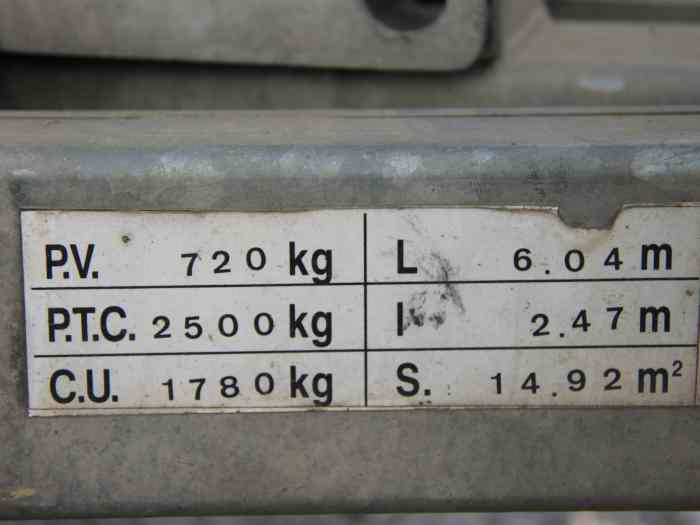 P.V. 720 kg L 6.04 m
P.T.C. 2500 kg l 2.47 m
C.U. 1780 kg S. 14.92 m²